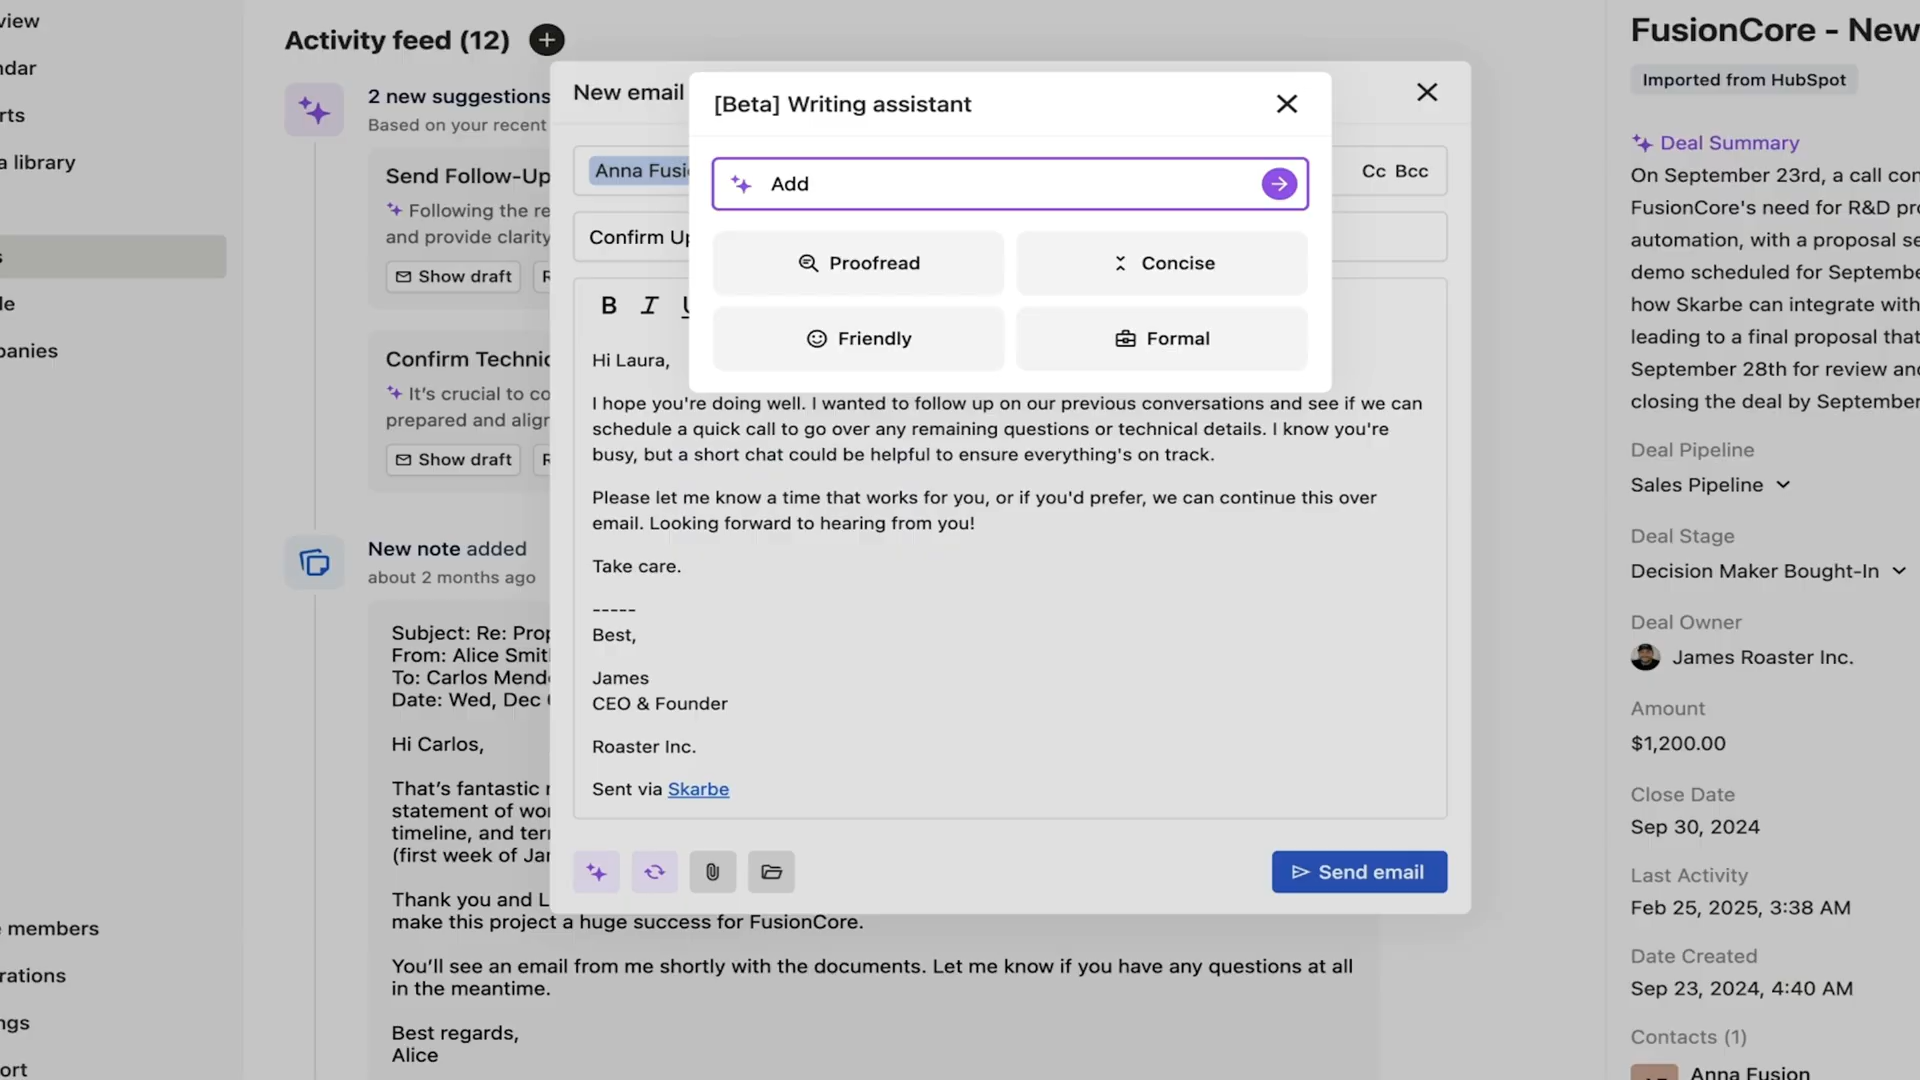 view
ndar
rts
a library
s
le
panies
members
rations
ngs
ort
Activity feed (12)
2 new suggestions
Based on your recent
Send Follow-Up
Following the re
and provide clarity
Show draft
R
Confirm Technic
It's crucial to co
prepared and align
Show draft
R
New note added
about 2 months ago
Subject: Re: Prop
From: Alice Smit
To: Carlos Mend
Date: Wed, Dec
Hi Carlos,
That's fantastic
statement of wor
timeline, and ter
(first week of Jan
Thank you and L
make this project a huge success for FusionCore.
You'll see an email from me shortly with the documents. Let me know if you have any questions at all
in the meantime.
Best regards,
Alice
New email
Anna Fusi
Cc Bcc
Confirm Up
B I U
Hi Laura,
I hope you're doing well. I wanted to follow up on our previous conversations and see if we can
schedule a quick call to go over any remaining questions or technical details. I know you're
busy, but a short chat could be helpful to ensure everything's on track.
Please let me know a time that works for you, or if you'd prefer, we can continue this over
email. Looking forward to hearing from you!
Take care.
-----
Best,
James
CEO & Founder
Roaster Inc.
Sent via Skarbe
Send email
[Beta] Writing assistant
Add
Proofread
Concise
Friendly
Formal
FusionCore - New
Imported from HubSpot
Deal Summary
On September 23rd, a call con
FusionCore's need for R&D pro
automation, with a proposal se
demo scheduled for Septembe
how Skarbe can integrate with
leading to a final proposal that
September 28th for review and
closing the deal by September
Deal Pipeline
Sales Pipeline
Deal Stage
Decision Maker Bought-In
Deal Owner
James Roaster Inc.
Amount
$1,200.00
Close Date
Sep 30, 2024
Last Activity
Feb 25, 2025, 3:38 AM
Date Created
Sep 23, 2024, 4:40 AM
Contacts (1)
Anna Fusion